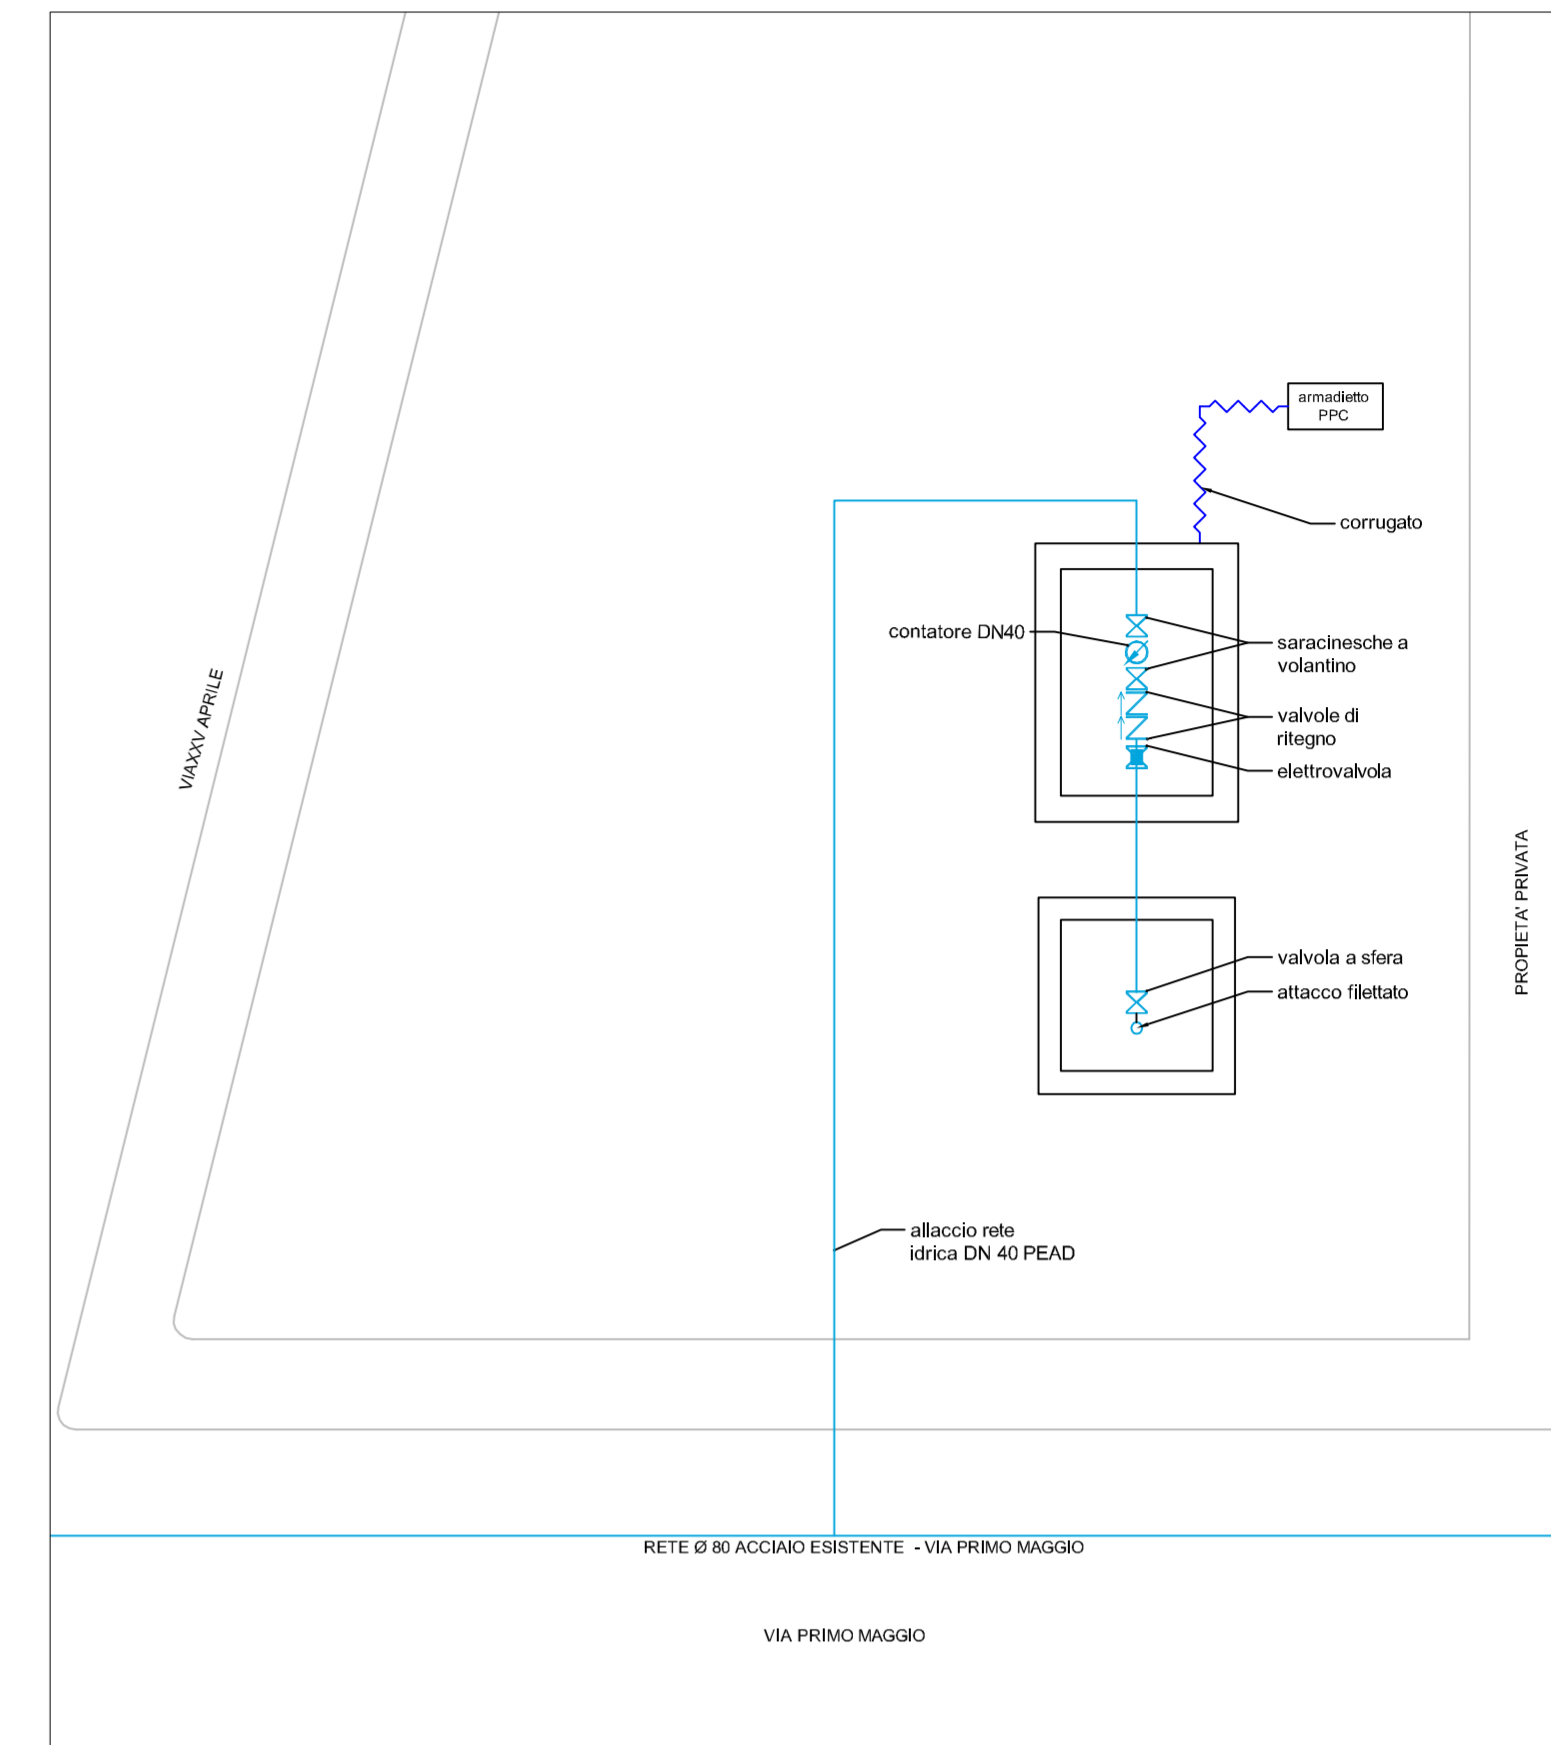 armadietto
PPC
corrugato
contatore DN40
saracinesche a
volantino
valvole di
ritegno
elettrovalvola
VIAXXV APRILE
PROPIETA' PRIVATA
valvola a sfera
attacco filettato
allaccio rete
idrica DN 40 PEAD
RETE Ø 80 ACCIAIO ESISTENTE - VIA PRIMO MAGGIO
VIA PRIMO MAGGIO